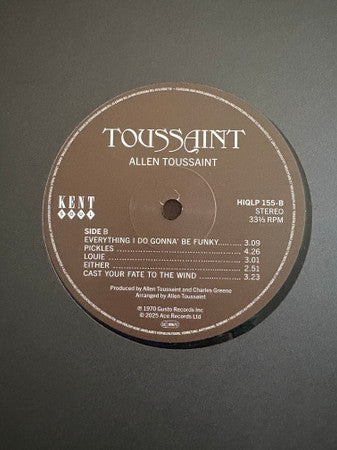 TOUSSAINT
ALLEN TOUSSAINT
KENT
SOUL
HIQLP 155-B
STEREO
33⅓ RPM
SIDE B
EVERYTHING I DO GONNA' BE FUNKY..... 3.09
PICKLES ..... 4.26
LOUIE ..... 3.01
EITHER ..... 2.51
CAST YOUR FATE TO THE WIND ..... 3.23
Produced by Allen Toussaint and Charles Greene
Arranged by Allen Toussaint
℗ 1970 Gusto Records Inc
© 2025 Ace Records Ltd